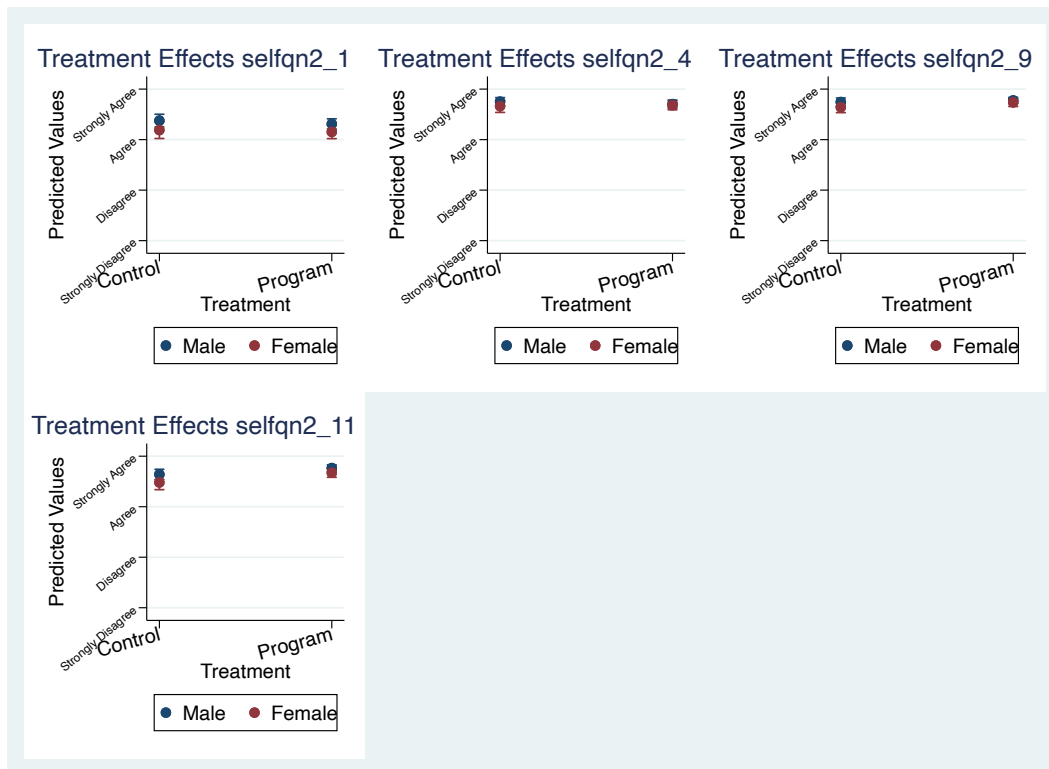 Treatment Effects selfqn2_1
Predicted Values
Strongly Agree
Agree
Disagree
Strongly Disagree
Control
Program
Treatment
Male Female
Treatment Effects selfqn2_4
Predicted Values
Strongly Agree
Agree
Disagree
Strongly Disagree
Control
Program
Treatment
Male Female
Treatment Effects selfqn2_9
Predicted Values
Strongly Agree
Agree
Disagree
Strongly Disagree
Control
Program
Treatment
Male Female
Treatment Effects selfqn2_11
Predicted Values
Strongly Agree
Agree
Disagree
Strongly Disagree
Control
Program
Treatment
Male Female